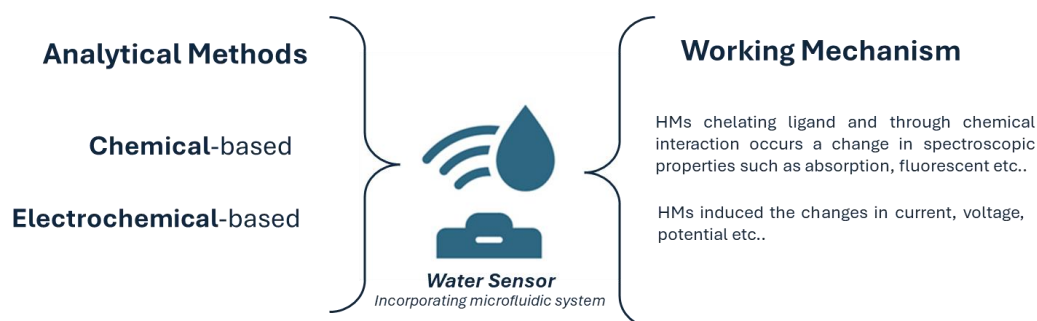 Analytical Methods
Chemical-based
Electrochemical-based
Water Sensor
Incorporating microfluidic system
Working Mechanism
HMs chelating ligand and through chemical
interaction occurs a change in spectroscopic
properties such as absorption, fluorescent etc..
HMs induced the changes in current, voltage,
potential etc..